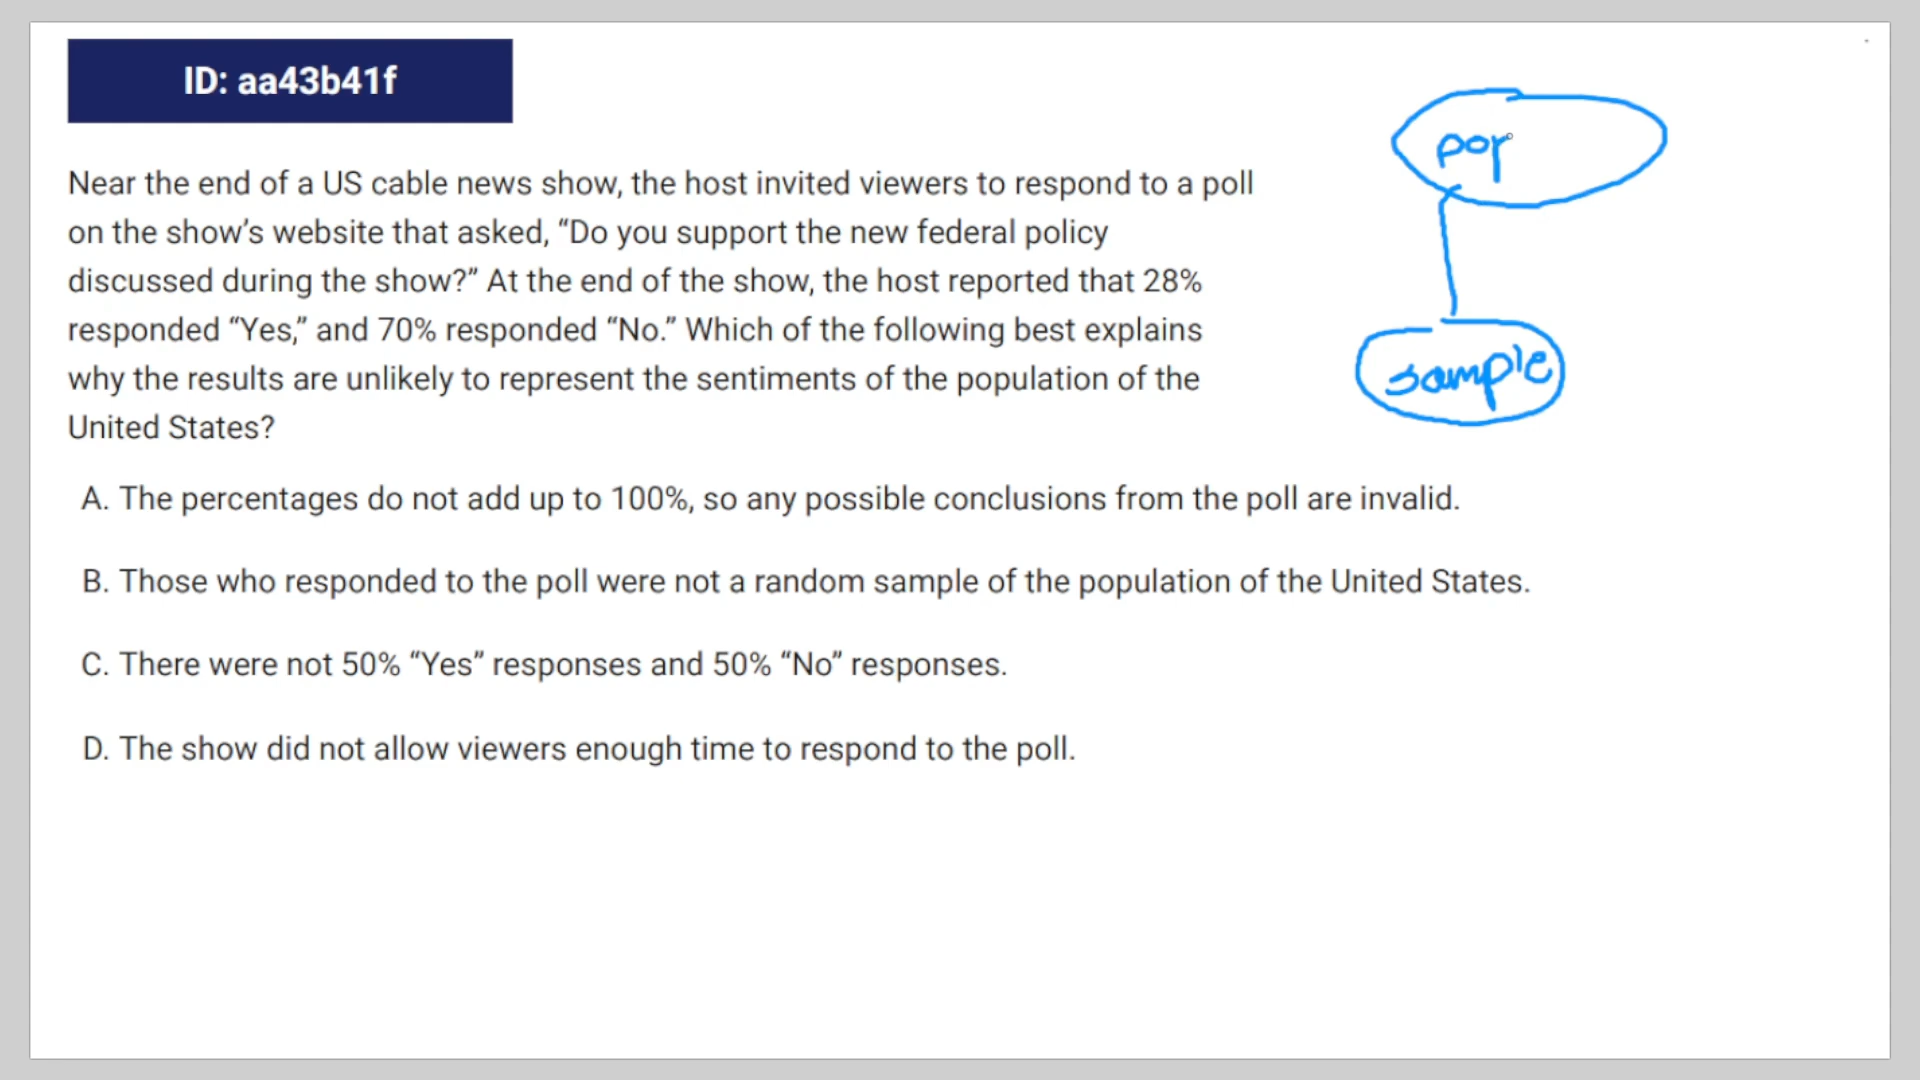 ID: aa43b41f
Near the end of a US cable news show, the host invited viewers to respond to a poll
on the show’s website that asked, “Do you support the new federal policy
discussed during the show?” At the end of the show, the host reported that 28%
responded “Yes,” and 70% responded “No.” Which of the following best explains
why the results are unlikely to represent the sentiments of the population of the
United States?
pop
sample
A. The percentages do not add up to 100%, so any possible conclusions from the poll are invalid.
B. Those who responded to the poll were not a random sample of the population of the United States.
C. There were not 50% “Yes” responses and 50% “No” responses.
D. The show did not allow viewers enough time to respond to the poll.